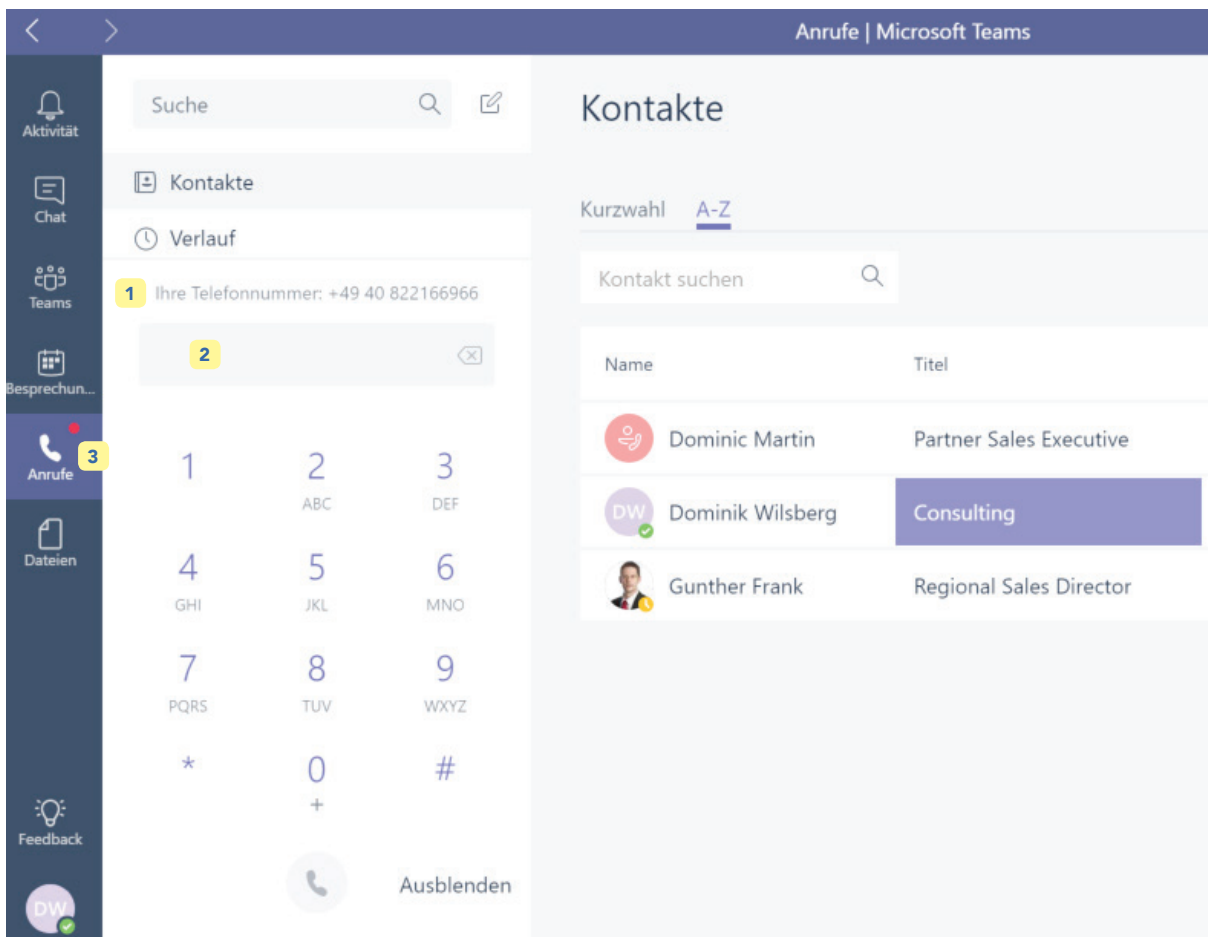 Anrufe | Microsoft Teams
Aktivität
Chat
Teams
Besprechun...
Anrufe
3
Dateien
Feedback
DW
Suche
Kontakte
Verlauf
1 Ihre Telefonnummer: +49 40 822166966
2
1 2 3
ABC DEF
4 5 6
GHI JKL MNO
7 8 9
PQRS TUV WXYZ
* 0 #
+
Ausblenden
Kontakte
Kurzwahl A-Z
Kontakt suchen
Name Titel
Dominic Martin Partner Sales Executive
DW Dominik Wilsberg Consulting
Gunther Frank Regional Sales Director